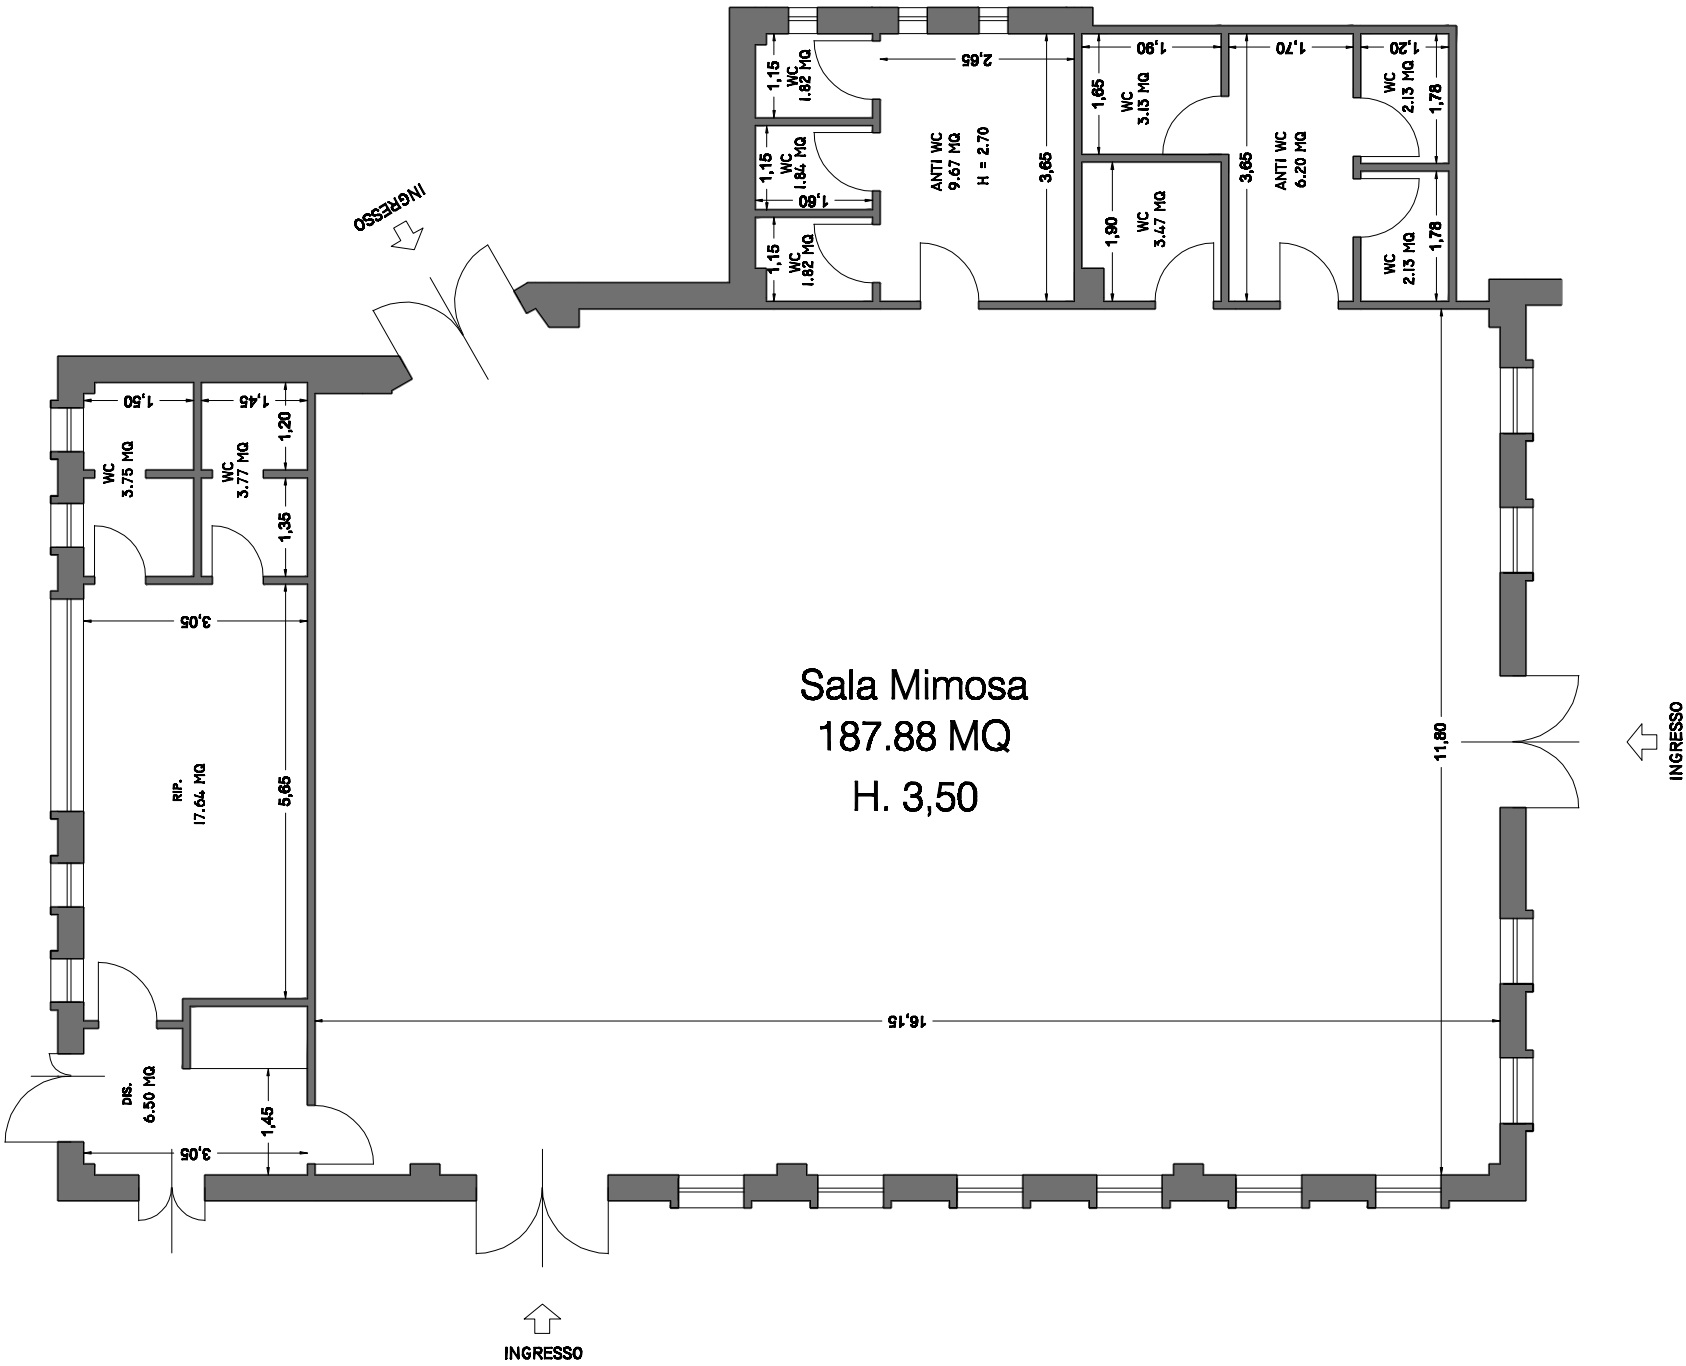 1,90
1,70
1,20
2,65
1,15
WC
1.82 MQ
1,65
WC
3.13 MQ
WC
2.13 MQ
1,78
1,15
WC
1.84 MQ
1,60
ANTI WC
9.67 MQ
H = 2.70
3,65
3,65
ANTI WC
6.20 MQ
1,15
WC
1.82 MQ
1,90
WC
3.47 MQ
WC
2.13 MQ
1,78
INGRESSO
1,50
1,45
1,20
WC
3.75 MQ
WC
3.77 MQ
1,35
3,05
Sala Mimosa
187.88 MQ
H. 3,50
RIP.
17.64 MQ
5,65
11,80
INGRESSO
16,15
DIS.
6.50 MQ
1,45
3,05
INGRESSO